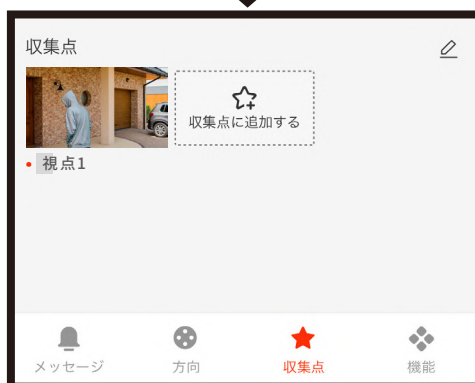 収集点
収集点に追加する
視点1
メッセージ
方向
収集点
機能